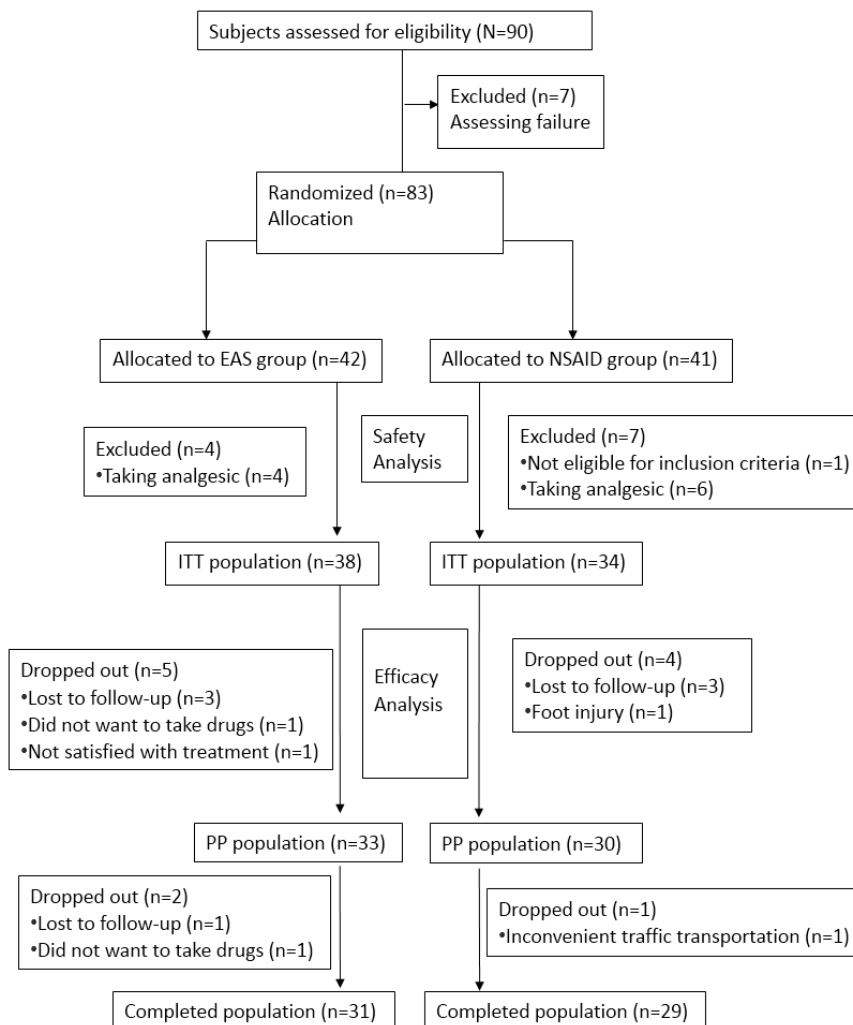 Subjects assessed for eligibility (N=90)
Excluded (n=7)
Assessing failure
Randomized (n=83)
Allocation
Allocated to EAS group (n=42)
Allocated to NSAID group (n=41)
Excluded (n=4)
•Taking analgesic (n=4)
Safety
Analysis
Excluded (n=7)
•Not eligible for inclusion criteria (n=1)
•Taking analgesic (n=6)
ITT population (n=38)
ITT population (n=34)
Dropped out (n=5)
•Lost to follow-up (n=3)
•Did not want to take drugs (n=1)
•Not satisfied with treatment (n=1)
Efficacy
Analysis
Dropped out (n=4)
•Lost to follow-up (n=3)
•Foot injury (n=1)
PP population (n=33)
PP population (n=30)
Dropped out (n=2)
•Lost to follow-up (n=1)
•Did not want to take drugs (n=1)
Dropped out (n=1)
•Inconvenient traffic transportation (n=1)
Completed population (n=31)
Completed population (n=29)